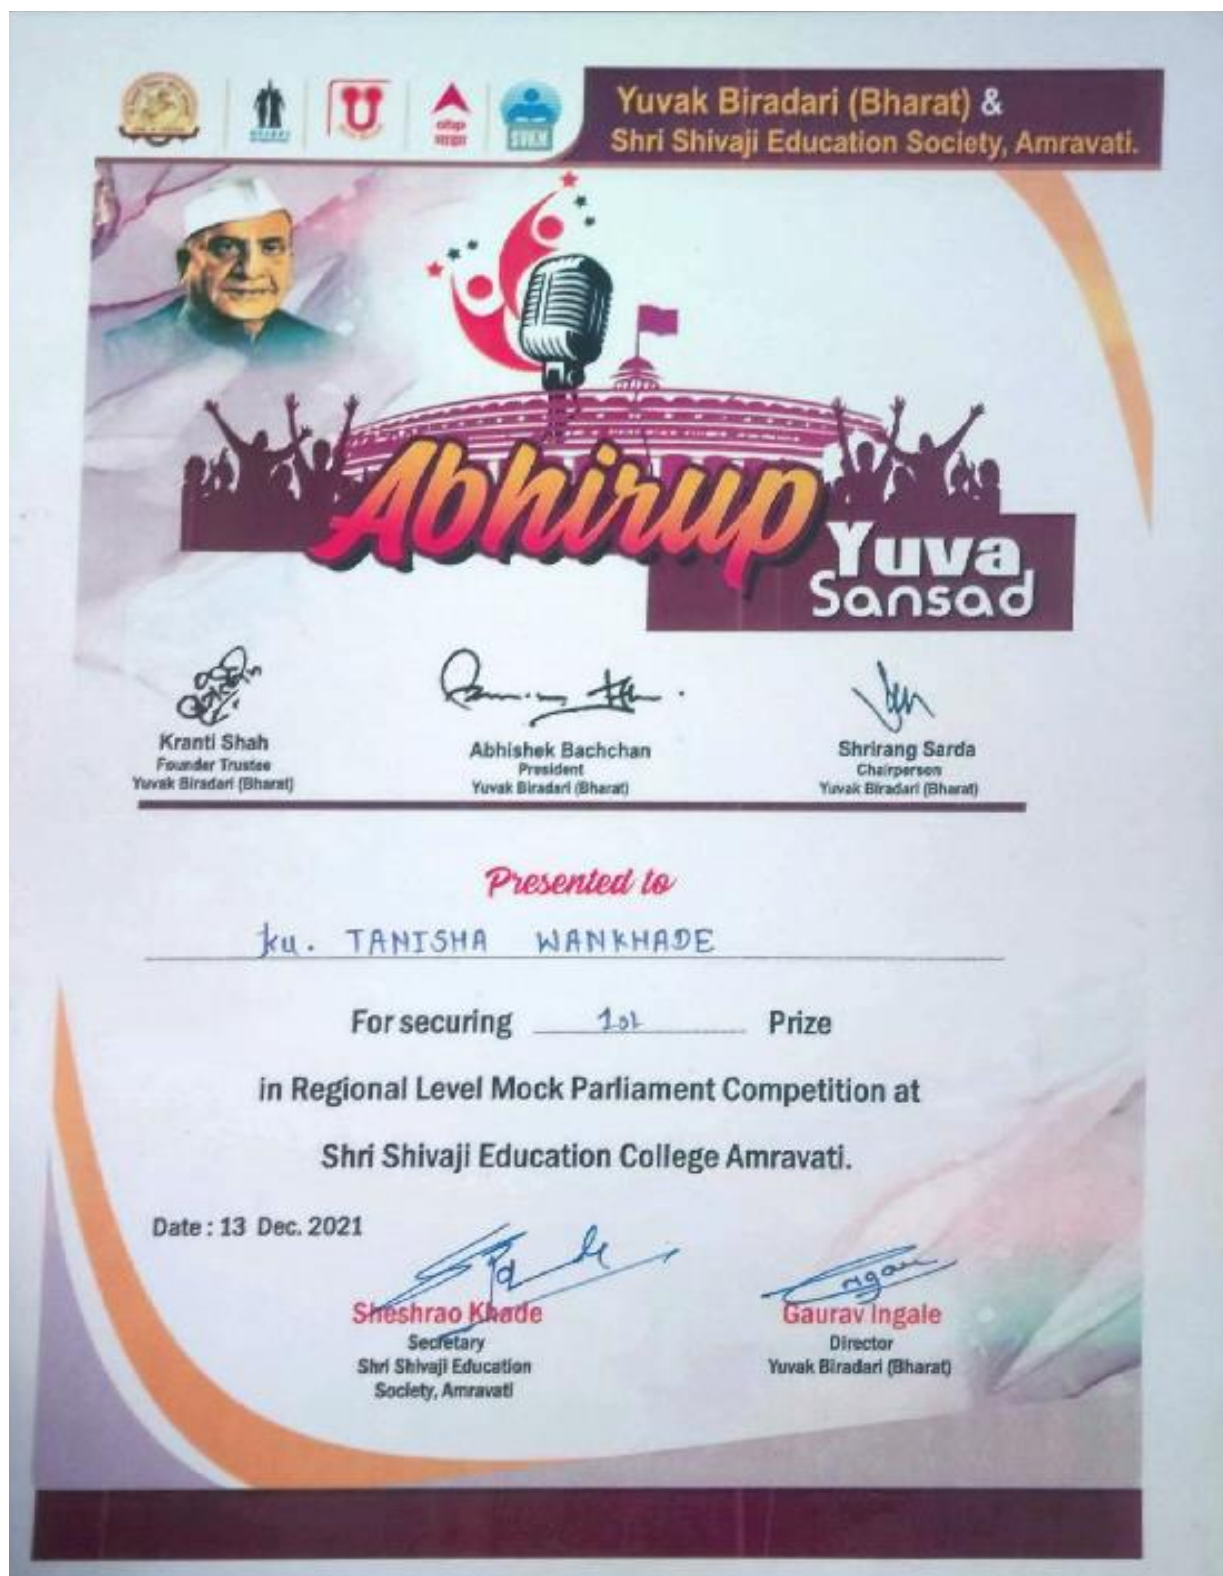 Yuvak Biradari (Bharat) &
Shri Shivaji Education Society, Amravati.
SVKM
Abhirup
Yuva
Sansad
Kranti Shah
Founder Trustee
Yuvak Biradari (Bharat)
Abhishek Bachchan
President
Yuvak Biradari (Bharat)
Shrirang Sarda
Chairperson
Yuvak Biradari (Bharat)
Presented to
Ku. TANISHA WANKHADE
For securing 1st Prize
in Regional Level Mock Parliament Competition at
Shri Shivaji Education College Amravati.
Date : 13 Dec. 2021
Sheshrao Khade
Secretary
Shri Shivaji Education
Society, Amravati
Gaurav Ingale
Director
Yuvak Biradari (Bharat)